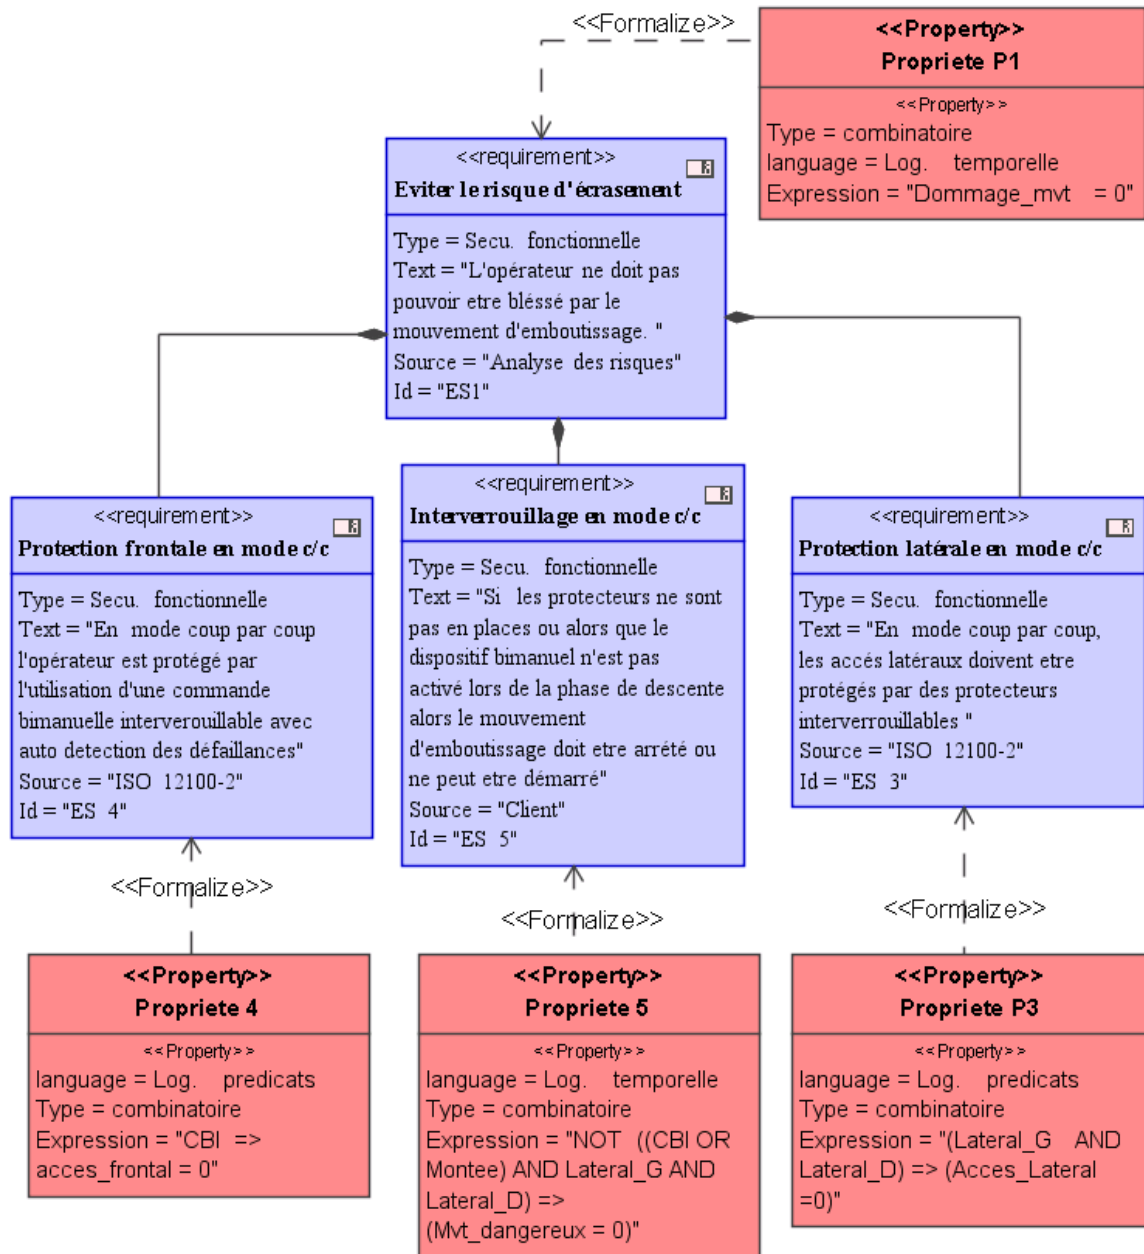 <<Formalize>>
<<Property>>
Propriete P1
<<Property>>
Type = combinatoire
language = Log. temporelle
Expression = "Dommage_mvt = 0"
<<requirement>>
Eviter le risque d'écrasement
Type = Secu. fonctionnelle
Text = "L'opérateur ne doit pas
pouvoir etre bléssé par le
mouvement d'emboutissage. "
Source = "Analyse des risques"
Id = "ES1"
<<requirement>>
Protection frontale en mode c/c
Type = Secu. fonctionnelle
Text = "En mode coup par coup
l'opérateur est protégé par
l'utilisation d'une commande
bimanuelle interverouillable avec
auto detection des défaillances"
Source = "ISO 12100-2"
Id = "ES 4"
<<requirement>>
Interverrouillage en mode c/c
Type = Secu. fonctionnelle
Text = "Si les protecteurs ne sont
pas en places ou alors que le
dispositif bimanuel n'est pas
activé lors de la phase de descente
alors le mouvement
d'emboutissage doit etre arrété ou
ne peut etre démarré"
Source = "Client"
Id = "ES 5"
<<requirement>>
Protection latérale en mode c/c
Type = Secu. fonctionnelle
Text = "En mode coup par coup,
les accés latéraux doivent etre
protégés par des protecteurs
interverrouillables "
Source = "ISO 12100-2"
Id = "ES 3"
<<Formalize>>
<<Formalize>>
<<Formalize>>
<<Property>>
Propriete 4
<<Property>>
language = Log. predicats
Type = combinatoire
Expression = "CBI =>
acces_frontal = 0"
<<Property>>
Propriete 5
<<Property>>
language = Log. temporelle
Type = combinatoire
Expression = "NOT ((CBI OR
Montee) AND Lateral_G AND
Lateral_D) =>
(Mvt_dangereux = 0)"
<<Property>>
Propriete P3
<<Property>>
language = Log. predicats
Type = combinatoire
Expression = "(Lateral_G AND
Lateral_D) => (Acces_Lateral
=0)"